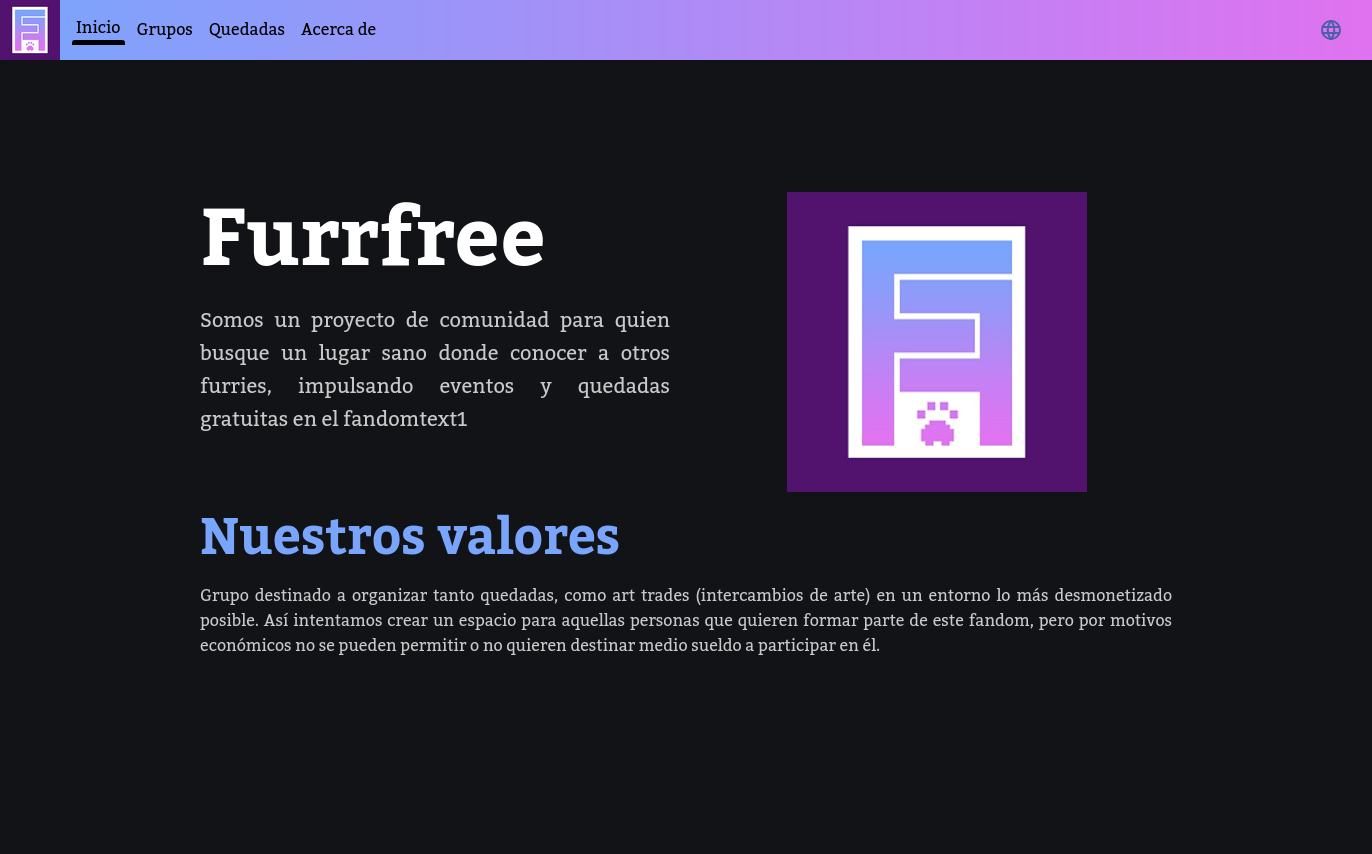 Inicio Grupos Quedadas Acerca de
Furrfree
Somos un proyecto de comunidad para quien
busque un lugar sano donde conocer a otros
furries, impulsando eventos y quedadas
gratuitas en el fandomtext1
Nuestros valores
Grupo destinado a organizar tanto quedadas, como art trades (intercambios de arte) en un entorno lo más desmonetizado
posible. Así intentamos crear un espacio para aquellas personas que quieren formar parte de este fandom, pero por motivos
económicos no se pueden permitir o no quieren destinar medio sueldo a participar en él.